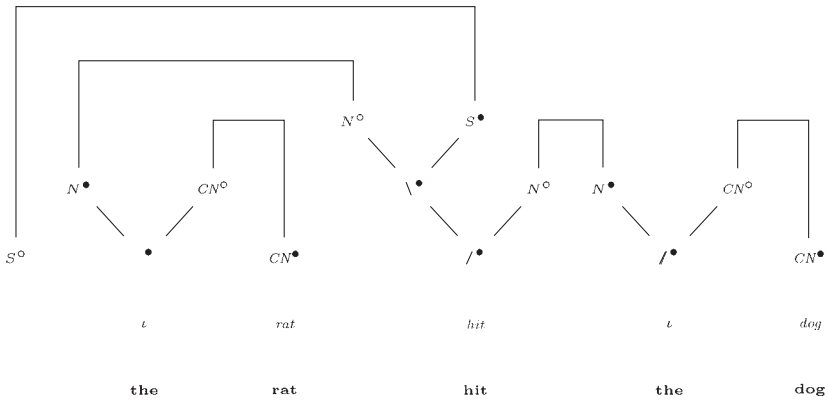 N○ S●
N● CN○ \● N○ N● CN○
S○ ● CN● /● /● CN●
ι rat hit ι dog
the rat hit the dog